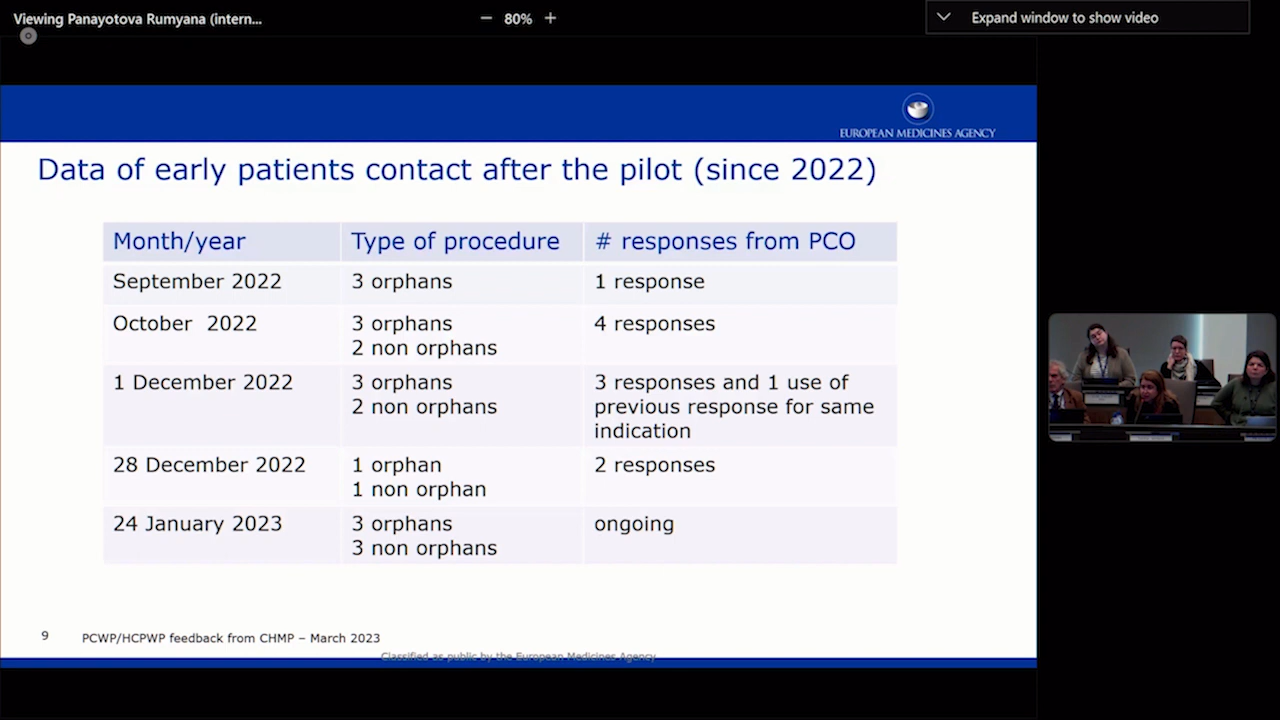 Viewing Panayotova Rumyana (intern...
80%
Expand window to show video
EUROPEAN MEDICINES AGENCY
Data of early patients contact after the pilot (since 2022)
Month/year
Type of procedure
# responses from PCO
September 2022
3 orphans
1 response
October 2022
3 orphans
2 non orphans
4 responses
1 December 2022
3 orphans
2 non orphans
3 responses and 1 use of
previous response for same
indication
28 December 2022
1 orphan
1 non orphan
2 responses
24 January 2023
3 orphans
3 non orphans
ongoing
9
PCWP/HCPWP feedback from CHMP – March 2023
Classified as public by the European Medicines Agency